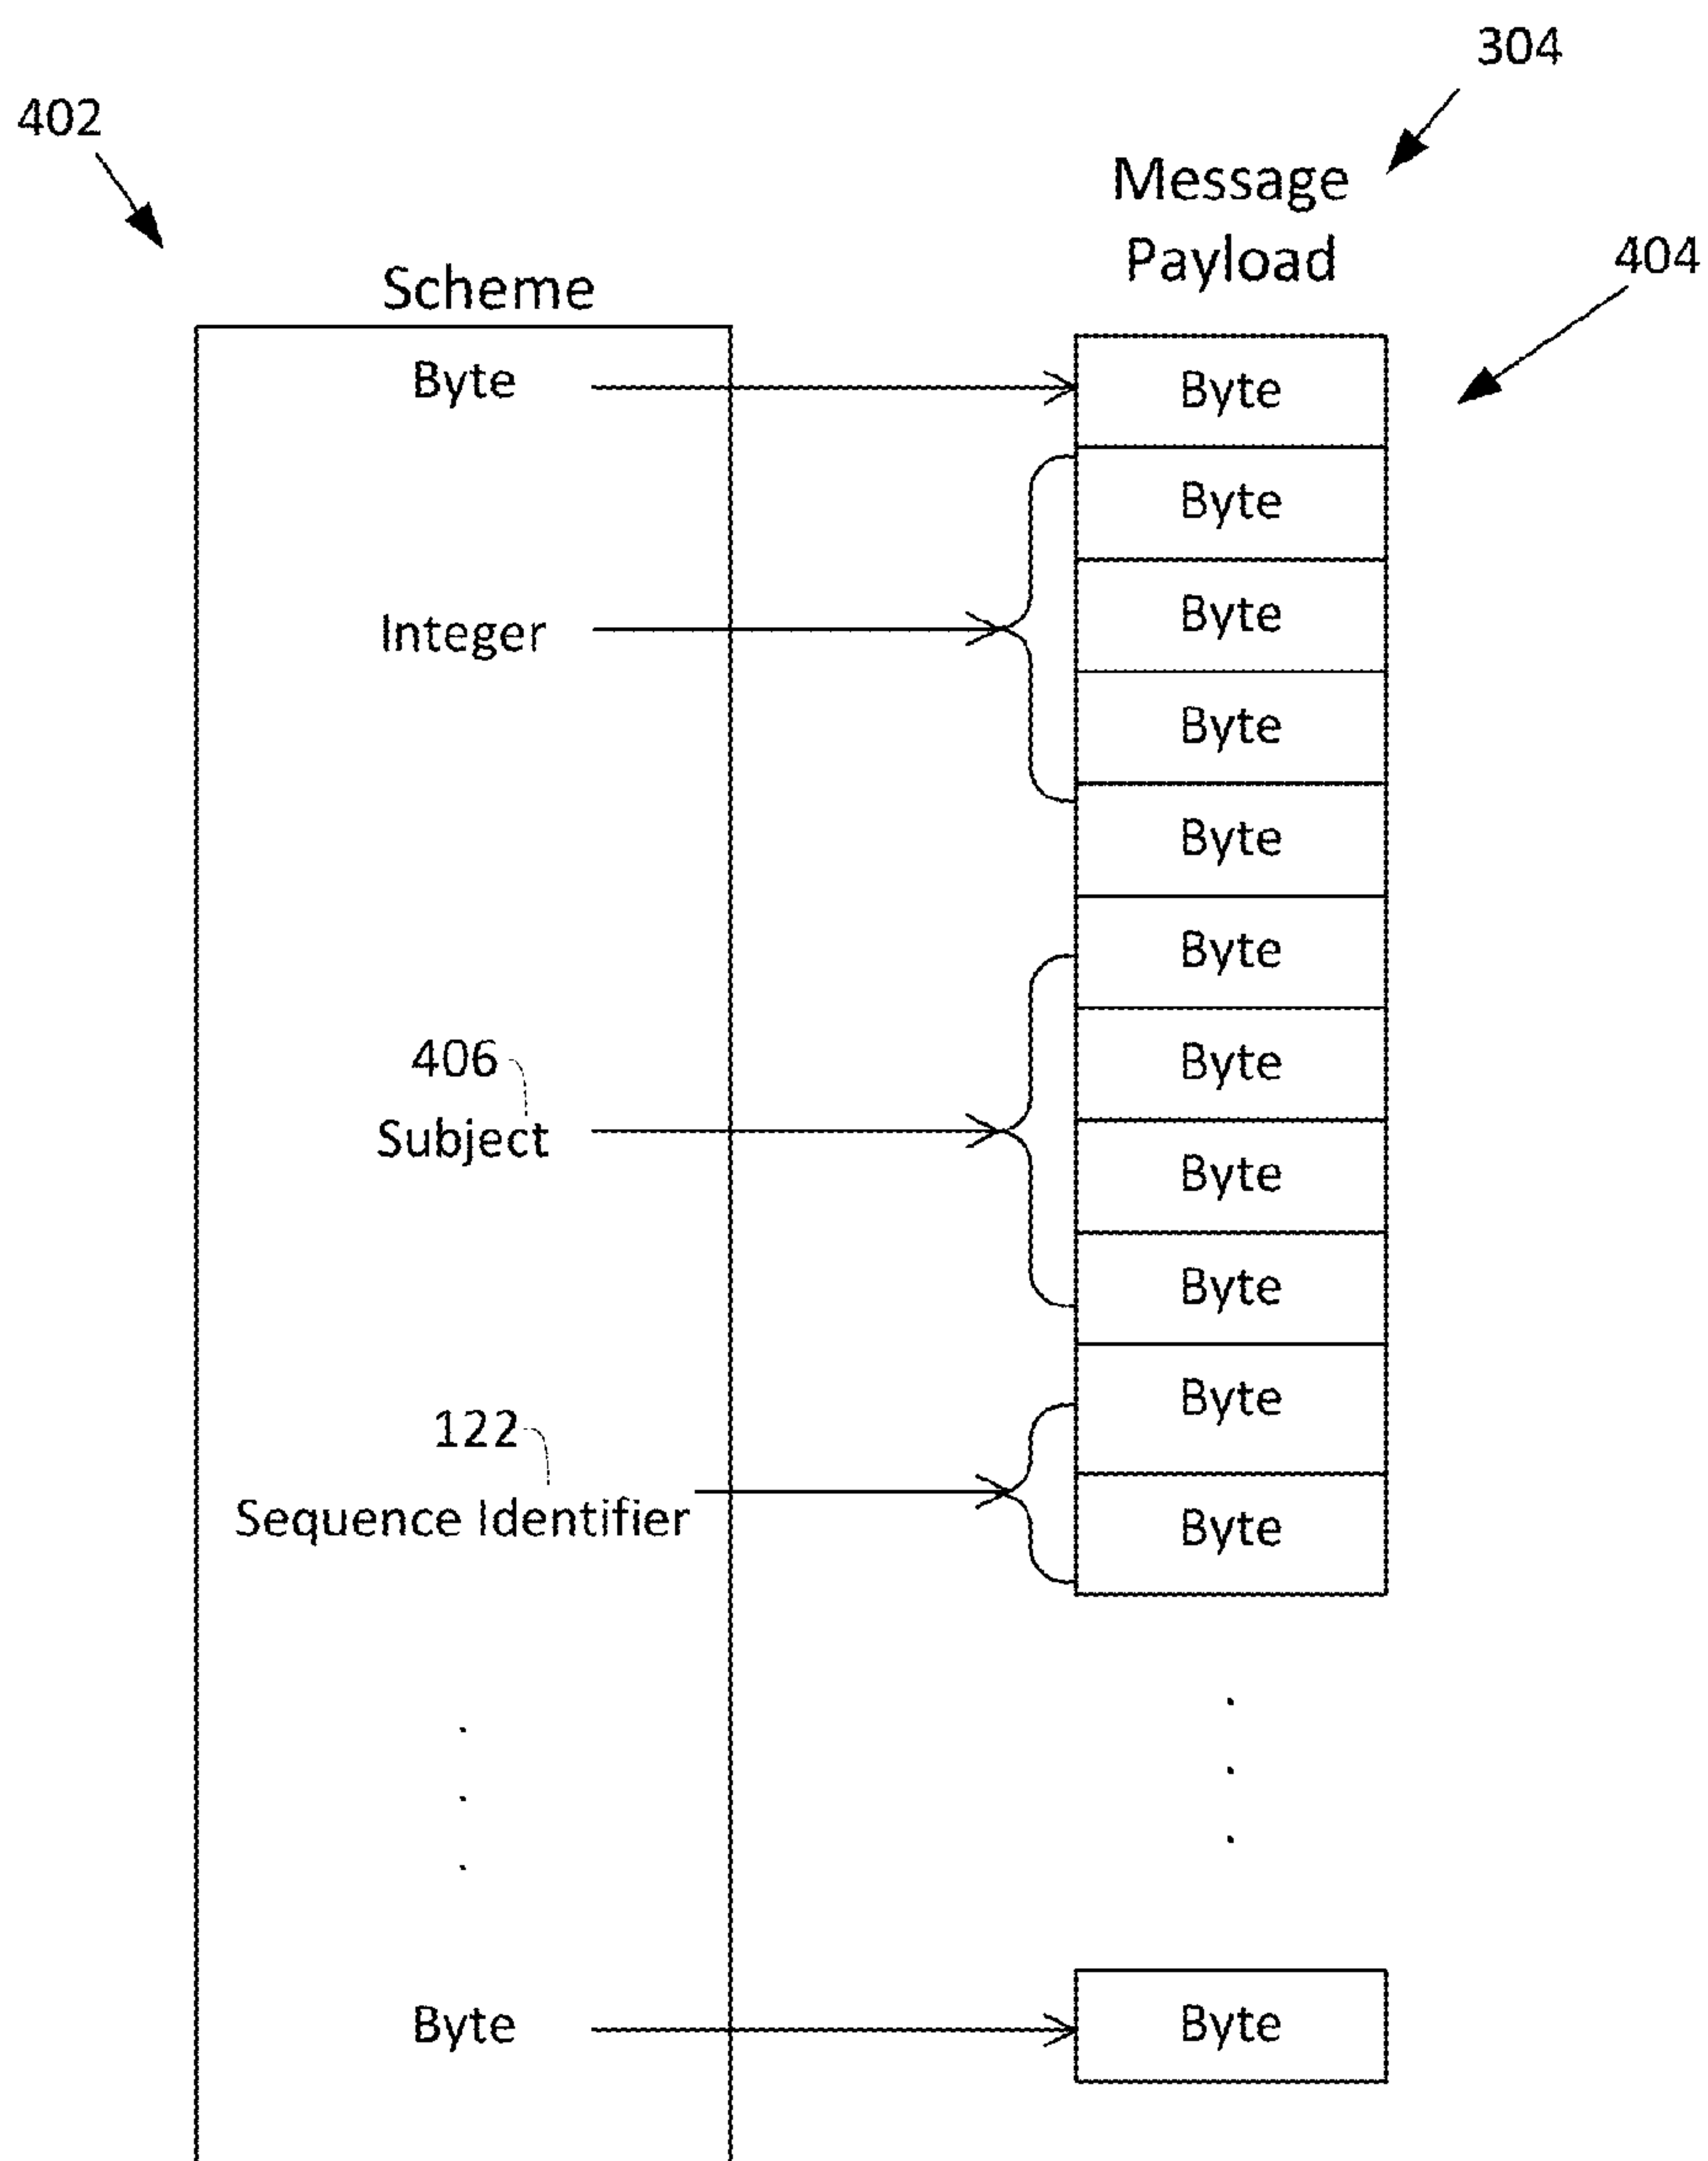 304
402
Message
Payload
404
Scheme
Byte
Byte
Byte
Integer
Byte
Byte
Byte
Byte
406
Subject
Byte
Byte
Byte
122
Sequence Identifier
Byte
Byte
.
.
.
.
.
.
Byte
Byte